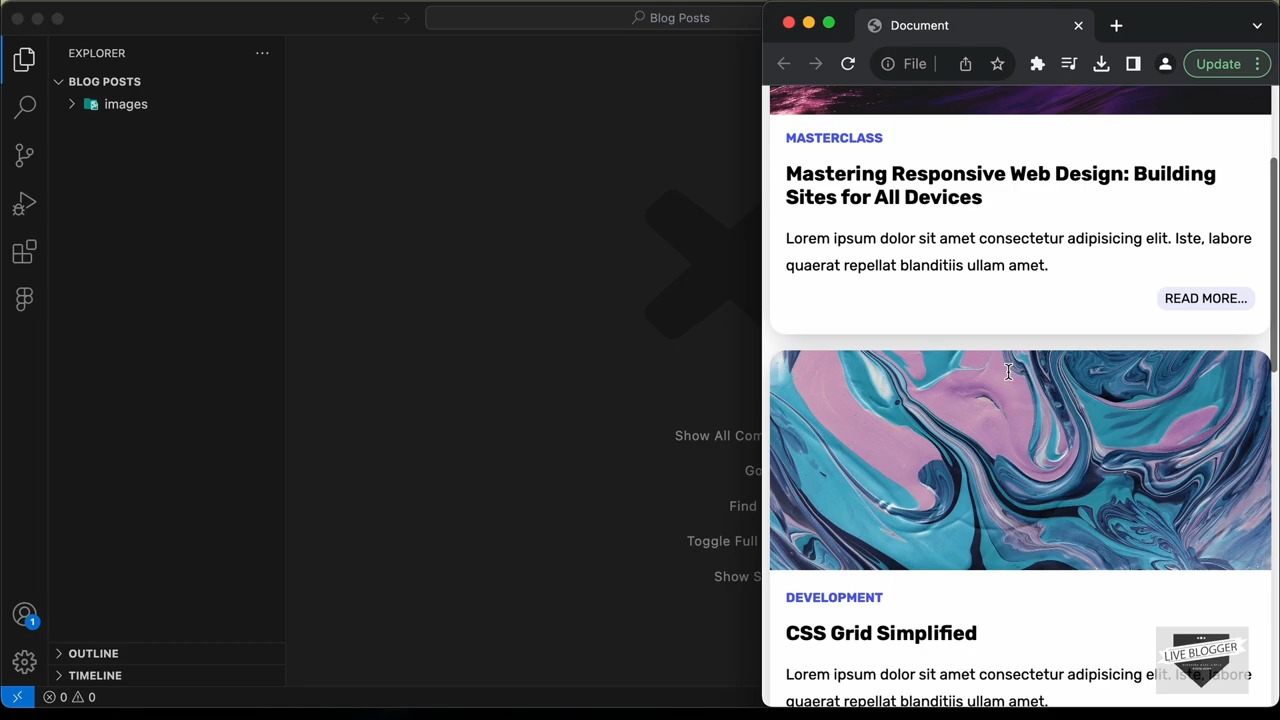 Blog Posts
EXPLORER
BLOG POSTS
images
Show All Com
Go
Find
Toggle Full
Show S
1
OUTLINE
TIMELINE
0 0
Document
File
Update
MASTERCLASS
Mastering Responsive Web Design: Building
Sites for All Devices
Lorem ipsum dolor sit amet consectetur adipisicing elit. Iste, labore
quaerat repellat blanditiis ullam amet.
READ MORE...
DEVELOPMENT
CSS Grid Simplified
Lorem ipsum dolor sit amet consectetur adipisicing elit. Iste, labore
quaerat repellat blanditiis ullam amet.
LIVE BLOGGER